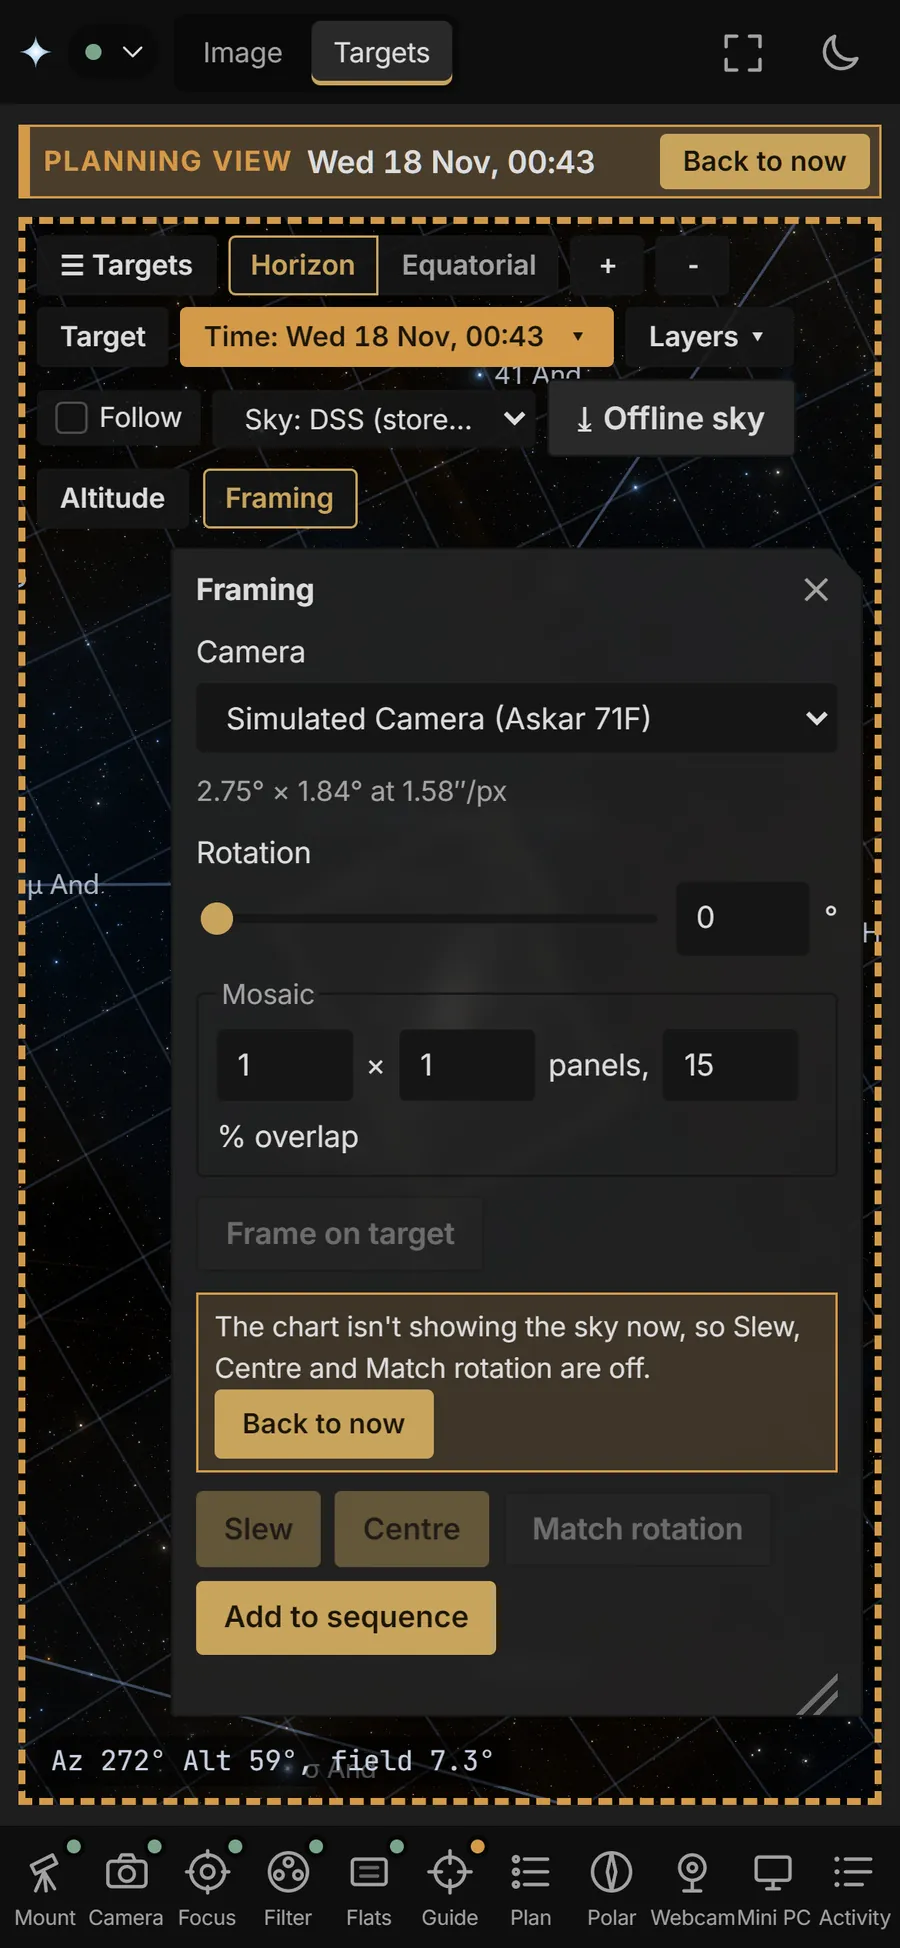 Image Targets
PLANNING VIEW Wed 18 Nov, 00:43 Back to now
☰ Targets Horizon Equatorial + -
Target Time: Wed 18 Nov, 00:43 ▼ Layers ▼
41 And
Follow Sky: DSS (store... ⤓ Offline sky
Altitude Framing
Framing
Camera
Simulated Camera (Askar 71F)
2.75° × 1.84° at 1.58″/px
Rotation
μ And
0 °
H
Mosaic
1 × 1 panels, 15
% overlap
Frame on target
The chart isn't showing the sky now, so Slew,
Centre and Match rotation are off.
Back to now
Slew Centre Match rotation
Add to sequence
Az 272° Alt 59°, field 7.3°
σ And
Mount Camera Focus Filter Flats Guide Plan Polar Webcam Mini PC Activity